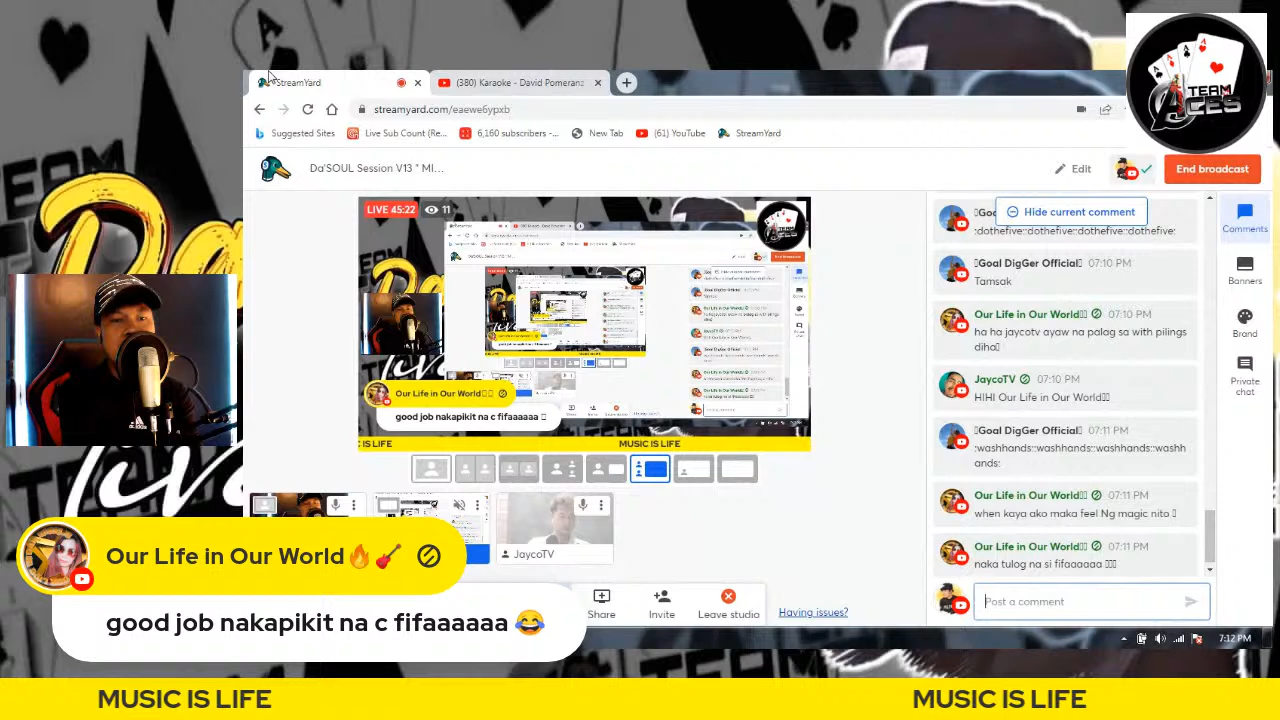 StreamYard
(380) Karaoke - David Pomeranz
streamyard.com/eaewe6ypxb
Suggested Sites
Live Sub Count (Re...
6,160 subscribers -...
New Tab
(61) YouTube
StreamYard
TEAM
ACES
Da'SOUL Session V13 " MI...
Edit
End broadcast
LIVE 45:22
11
Hide current comment
:dothefive::dothefive::dothefive:
Goal DigGer Official 07:10 PM
Tamsak
Our Life in Our World 07:10 PM
ha ha jaycotv ayaw na palag sa with pilings
diha
JaycoTV 07:10 PM
HIHI Our Life in Our World
Goal DigGer Official 07:11 PM
:washhands::washhands::washh
ands:
Our Life in Our World 07:11 PM
when kaya ako maka feel Ng magic nito
Our Life in Our World 07:11 PM
naka tulog na si fifaaaaaa
Post a comment
Comments
Banners
Brand
Private
chat
Our Life in Our World
good job nakapikit na c fifaaaaaa
IC IS LIFE
MUSIC IS LIFE
JaycoTV
Share
Invite
Leave studio
Having issues?
7:12 PM
Our Life in Our World🔥🎸
good job nakapikit na c fifaaaaaa 😂
MUSIC IS LIFE
MUSIC IS LIFE